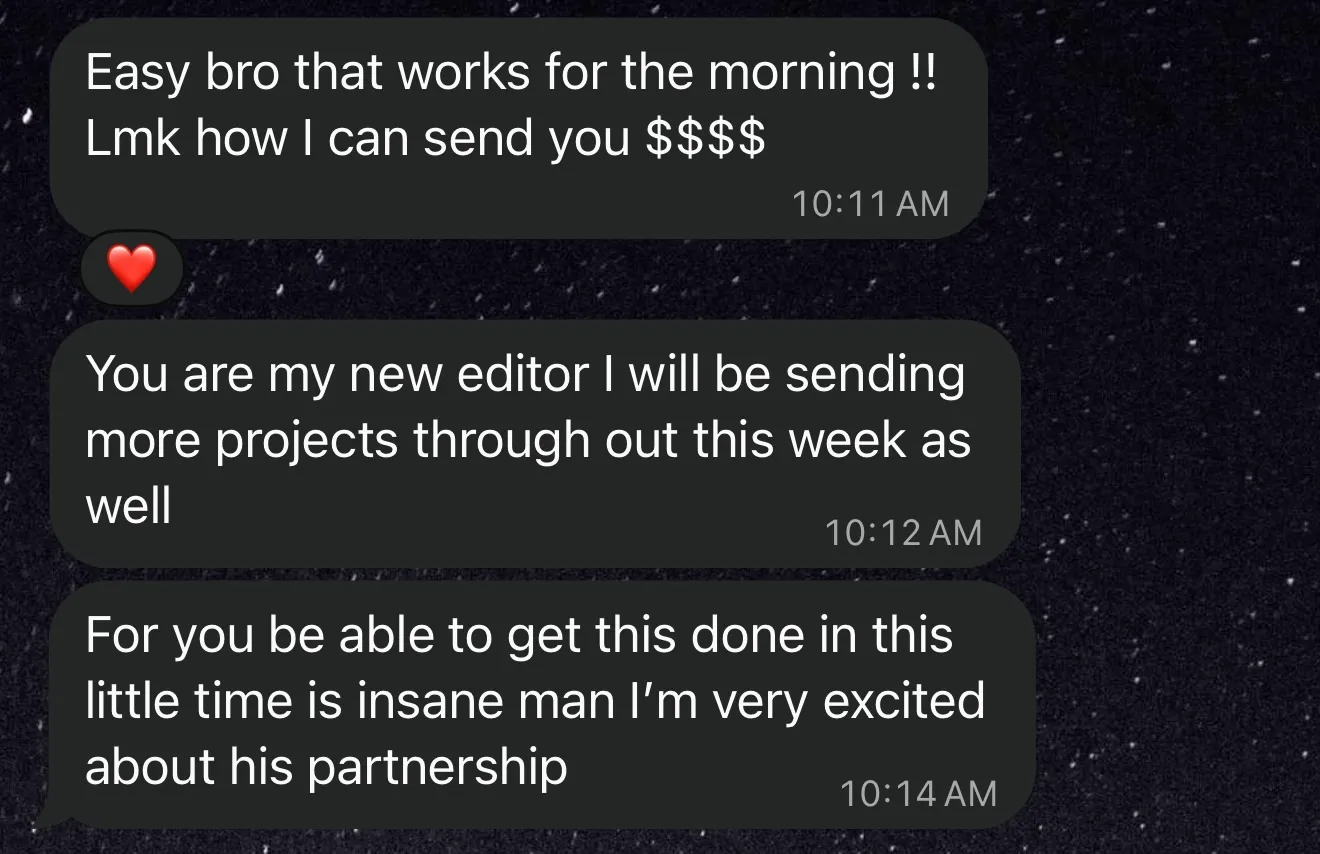 Easy bro that works for the morning !!
Lmk how I can send you $$$$
10:11 AM
You are my new editor I will be sending
more projects through out this week as
well
10:12 AM
For you be able to get this done in this
little time is insane man I’m very excited
about his partnership
10:14 AM